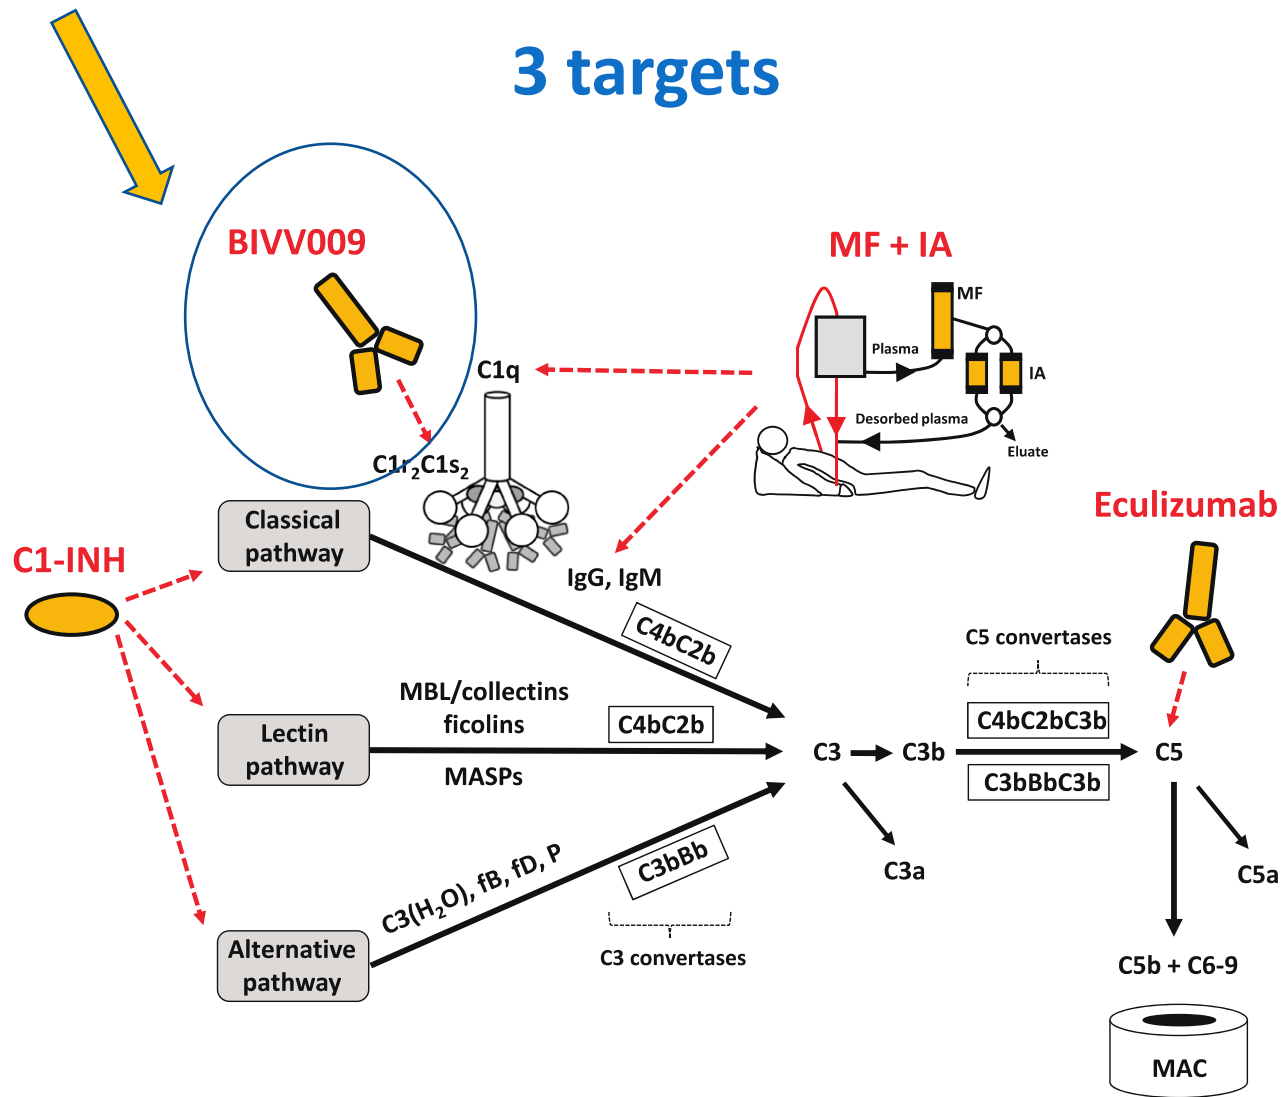 3 targets
BIVV009
MF + IA
MF
Plasma
IA
C1q
Desorbed plasma
Eluate
C1r₂C1s₂
Eculizumab
Classical
pathway
C1-INH
IgG, IgM
C4bC2b
C5 convertases
MBL/collectins
ficolins
C4bC2b
C4bC2bC3b
Lectin
pathway
C3
C3b
C5
MASPs
C3bBbC3b
C3bBb
C3a
C5a
C3(H₂O), fB, fD, P
Alternative
pathway
C3 convertases
C5b + C6-9
MAC